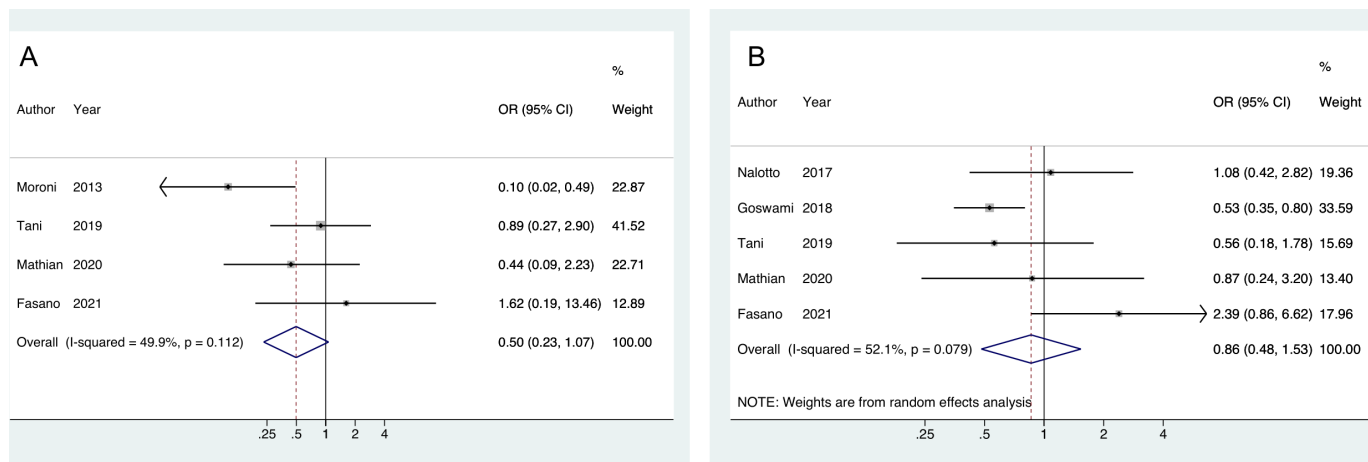 A
%
Author Year OR (95% CI) Weight
Moroni 2013 0.10 (0.02, 0.49) 22.87
Tani 2019 0.89 (0.27, 2.90) 41.52
Mathian 2020 0.44 (0.09, 2.23) 22.71
Fasano 2021 1.62 (0.19, 13.46) 12.89
Overall (I-squared = 49.9%, p = 0.112) 0.50 (0.23, 1.07) 100.00
.25 .5 1 2 4
B
%
Author Year OR (95% CI) Weight
Nalotto 2017 1.08 (0.42, 2.82) 19.36
Goswami 2018 0.53 (0.35, 0.80) 33.59
Tani 2019 0.56 (0.18, 1.78) 15.69
Mathian 2020 0.87 (0.24, 3.20) 13.40
Fasano 2021 2.39 (0.86, 6.62) 17.96
Overall (I-squared = 52.1%, p = 0.079) 0.86 (0.48, 1.53) 100.00
NOTE: Weights are from random effects analysis
.25 .5 1 2 4